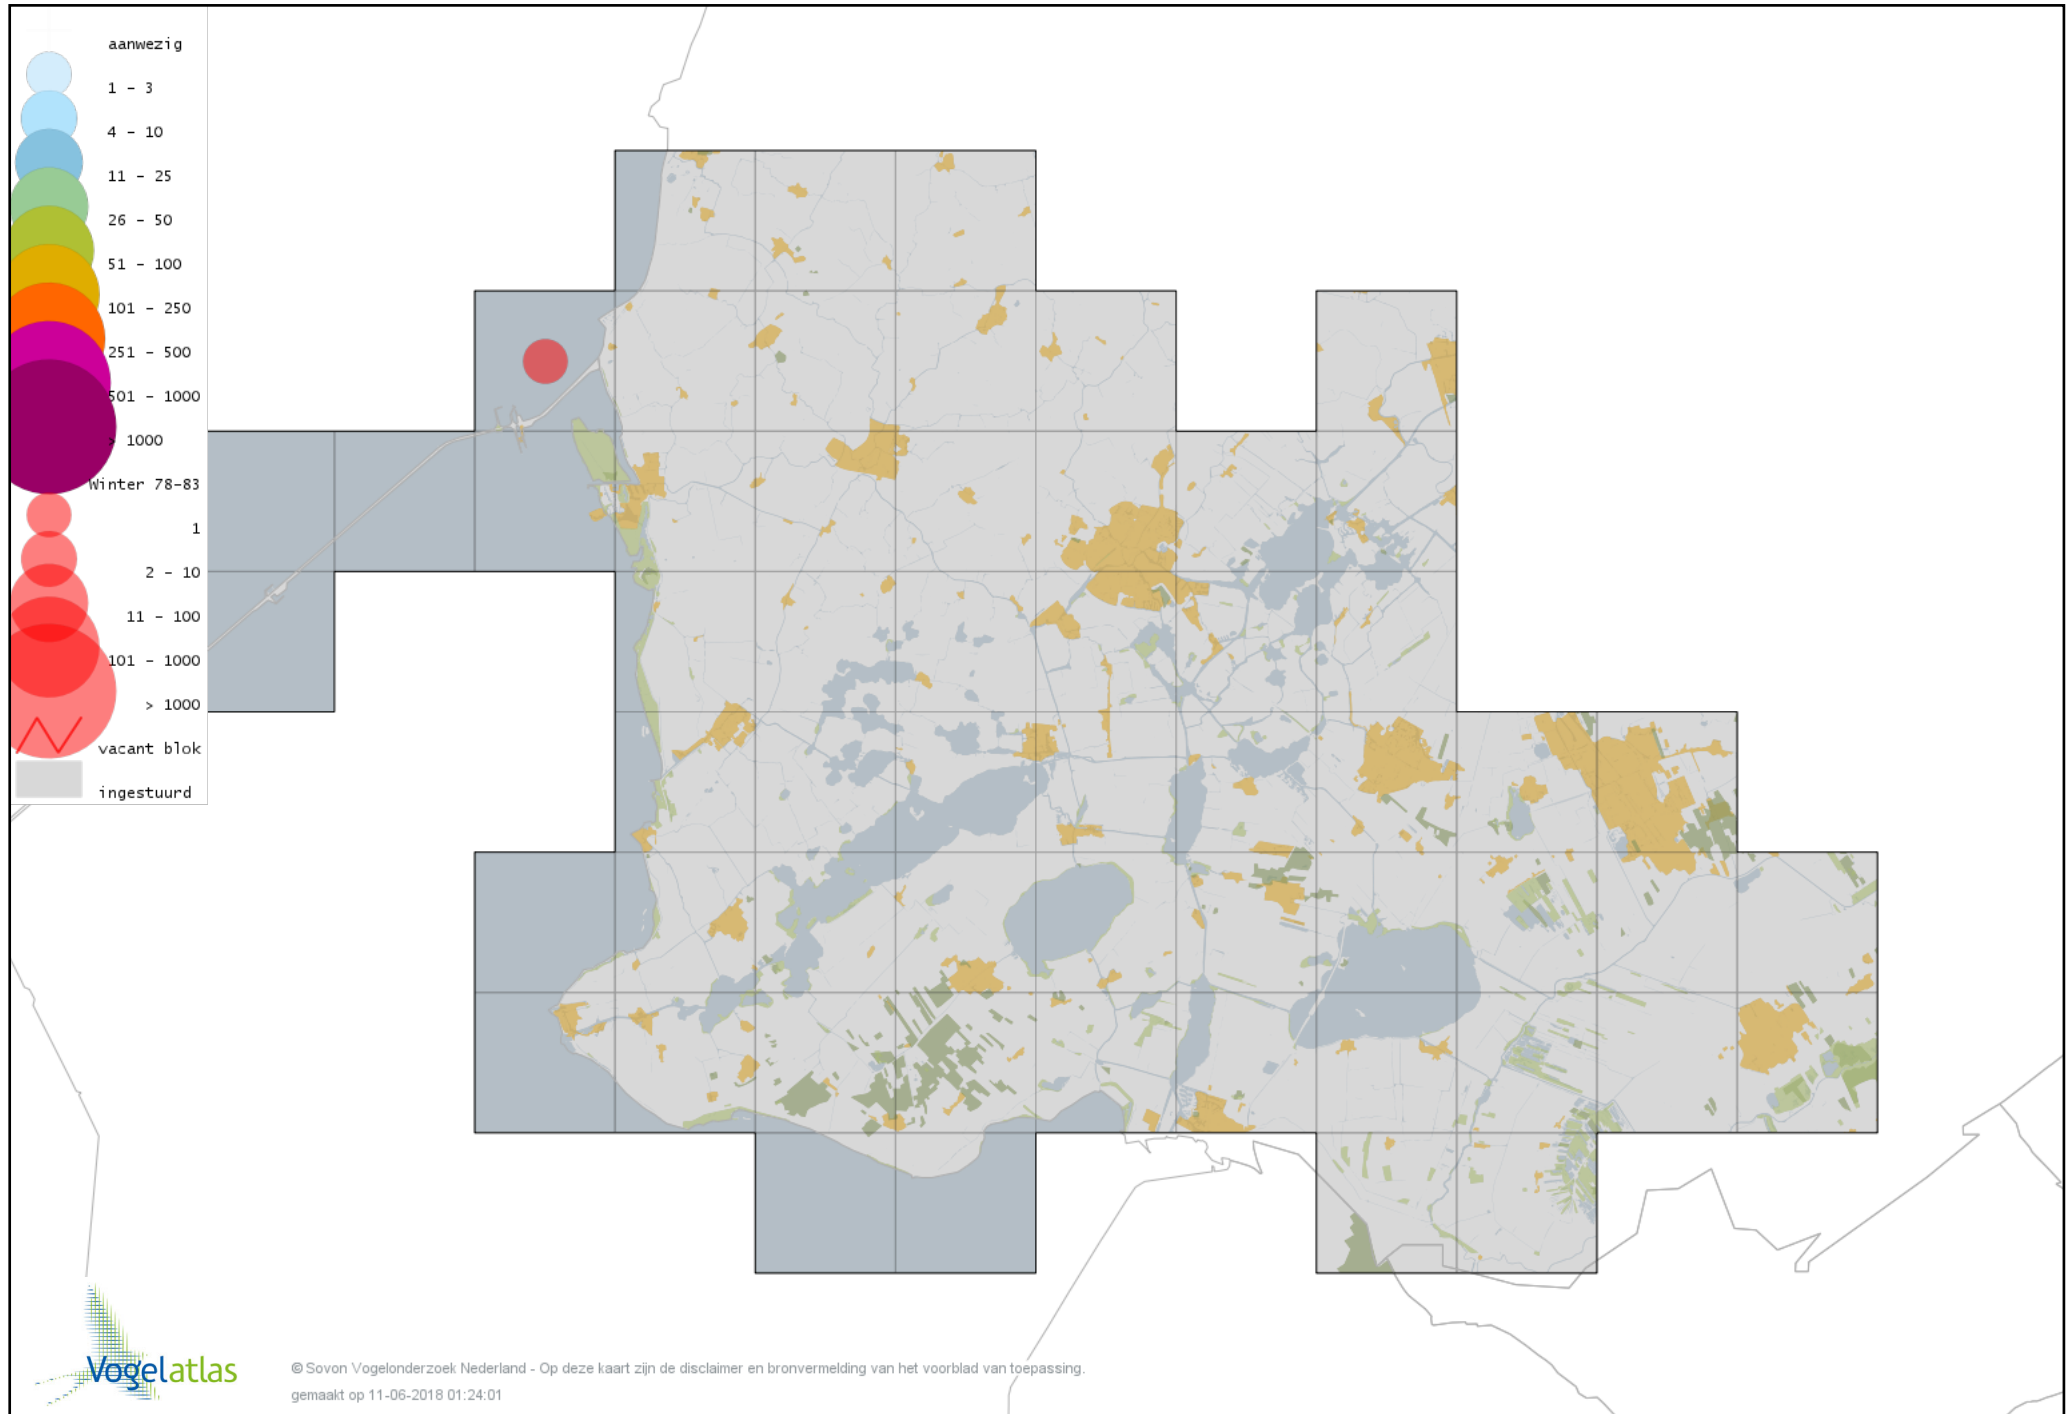 aanwezig
1 - 3
4 - 10
11 - 25
26 - 50
51 - 100
101 - 250
251 - 500
501 - 1000
> 1000
Winter 78-83
1
2 - 10
11 - 100
101 - 1000
> 1000
vacant blok
ingestuurd
Vogelatlas
© Sovon Vogelonderzoek Nederland - Op deze kaart zijn de disclaimer en bronvermelding van het voorblad van toepassing.
gemaakt op 11-06-2018 01:24:01